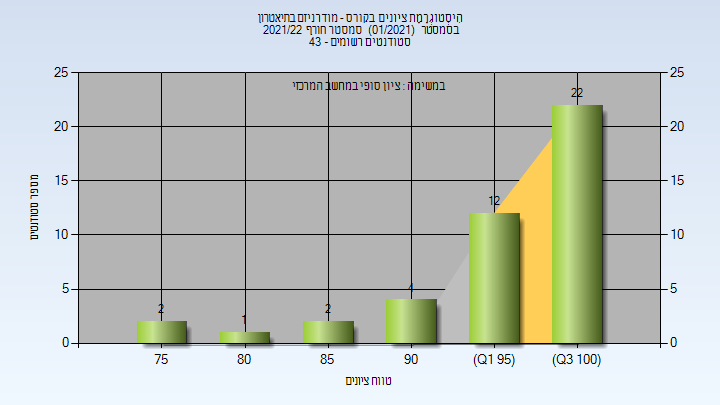 היסטוגרמת ציונים בקורס - מודרניזם בתיאטרון
בסמסטר (01/2021) סמסטר חורף 2021/22
סטודנטים רשומים - 43
במשימה : ציון סופי במחשב המרכזי
25 25
20 20
15 15
10 10
5 5
0 0
2 1 2 4 12 22
75 80 85 90 (Q1 95) (Q3 100)
מספר סטודנטים
טווח ציונים